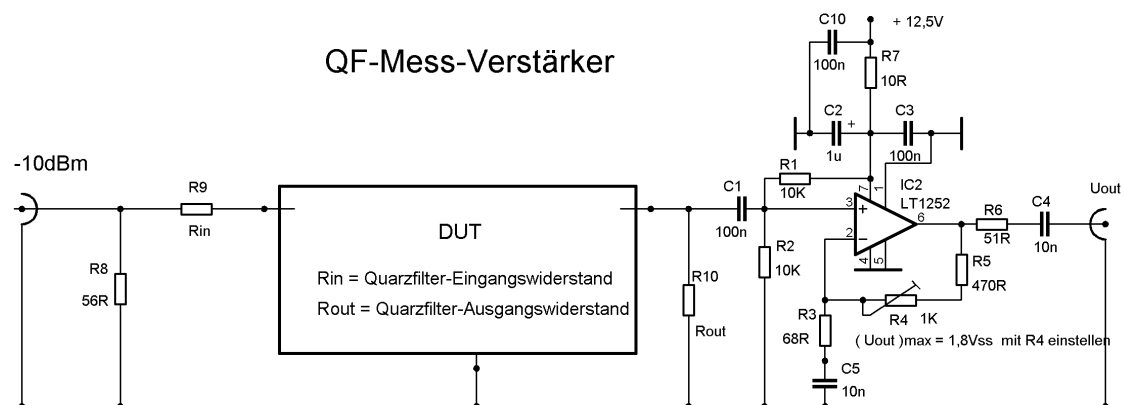 QF-Mess-Verstärker
+ 12,5V
C10
100n
R7
10R
C2
+
1u
C3
100n
-10dBm
R9
Rin
R8
56R
DUT
Rin = Quarzfilter-Eingangswiderstand
Rout = Quarzfilter-Ausgangswiderstand
R10
Rout
C1
100n
R1
10K
R2
10K
7
1
IC2
LT1252
3
+
2
−
6
4
5
R6
51R
C4
10n
Uout
R5
470R
R4
1K
R3
68R
( Uout )max = 1,8Vss mit R4 einstellen
C5
10n